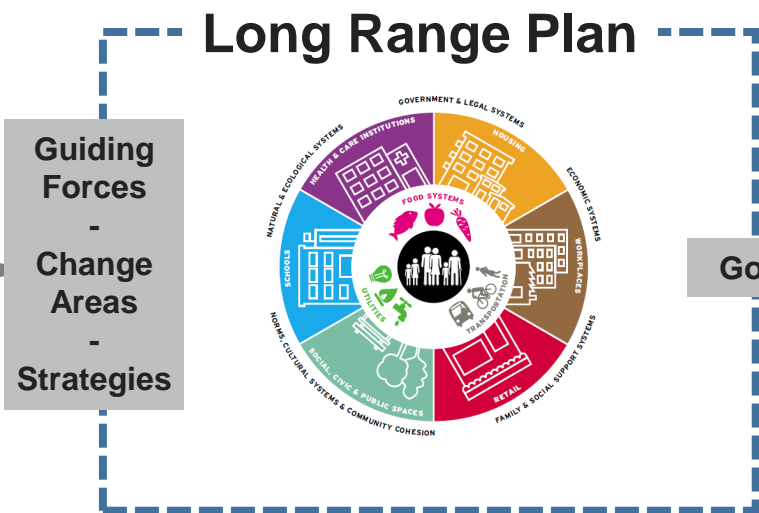 Long Range Plan
Guiding
Forces
-
Change
Areas
-
Strategies
GOVERNMENT & LEGAL SYSTEMS
NATURAL & ECOLOGICAL SYSTEMS
ECONOMIC SYSTEMS
HEALTH & CARE INSTITUTIONS
HOUSING
FOOD SYSTEMS
SCHOOLS
WORKPLACES
UTILITIES
TRANSPORTATION
SOCIAL, CIVIC & PUBLIC SPACES
RETAIL
NORMS, CULTURAL SYSTEMS & COMMUNITY COHESION
FAMILY & SOCIAL SUPPORT SYSTEMS